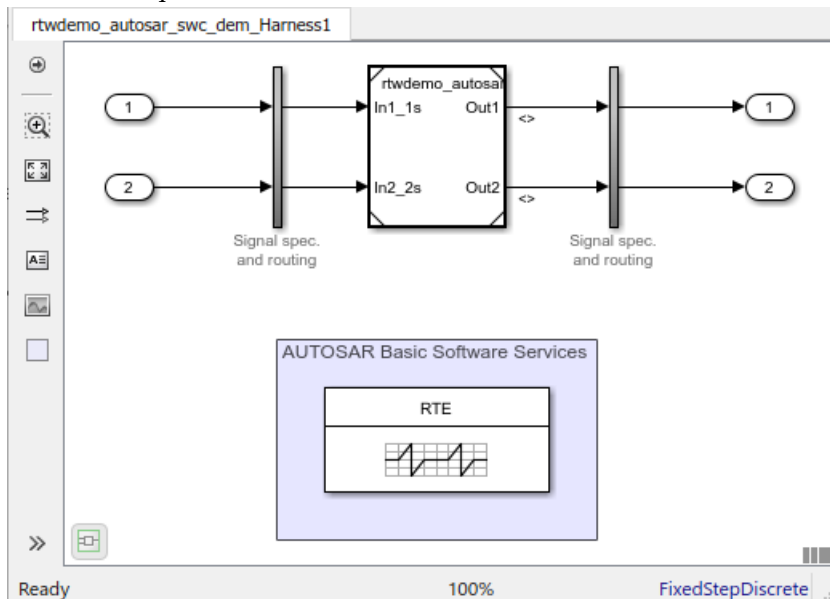 rtwdemo_autosar_swc_dem_Harness1
rtwdemo_autosar
1
In1_1s
Out1
<>
1
2
In2_2s
Out2
<>
2
Signal spec.
and routing
Signal spec.
and routing
AUTOSAR Basic Software Services
RTE
Ready
100%
FixedStepDiscrete